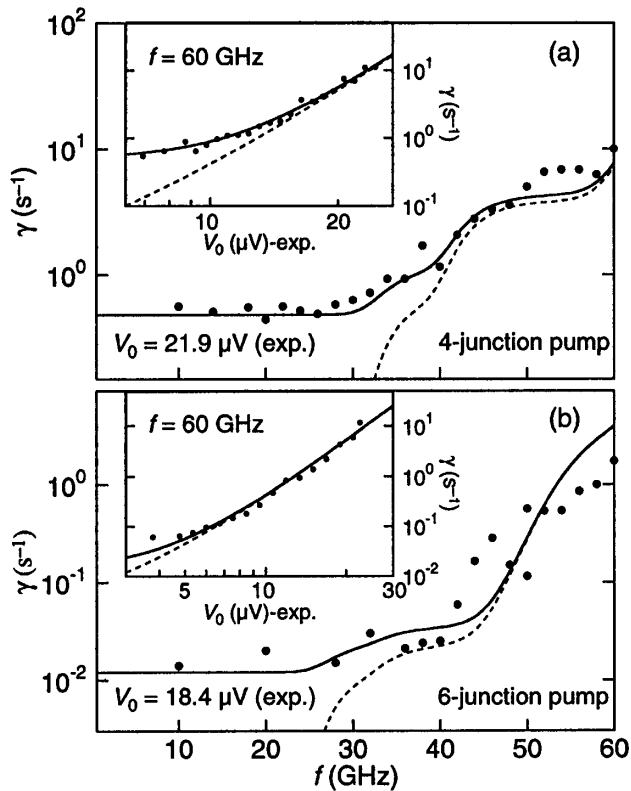 10²
(a)
f = 60 GHz
10¹
10⁰
10⁻¹
γ (s⁻¹)
10 20
V₀ (µV)-exp.
10¹
γ (s⁻¹)
10⁰
V₀ = 21.9 µV (exp.)
4-junction pump
(b)
f = 60 GHz
10¹
10⁰
10⁻¹
10⁻²
γ (s⁻¹)
5 10 30
V₀ (µV)-exp.
10⁰
γ (s⁻¹)
10⁻¹
10⁻²
V₀ = 18.4 µV (exp.)
6-junction pump
10 20 30 40 50 60
f (GHz)